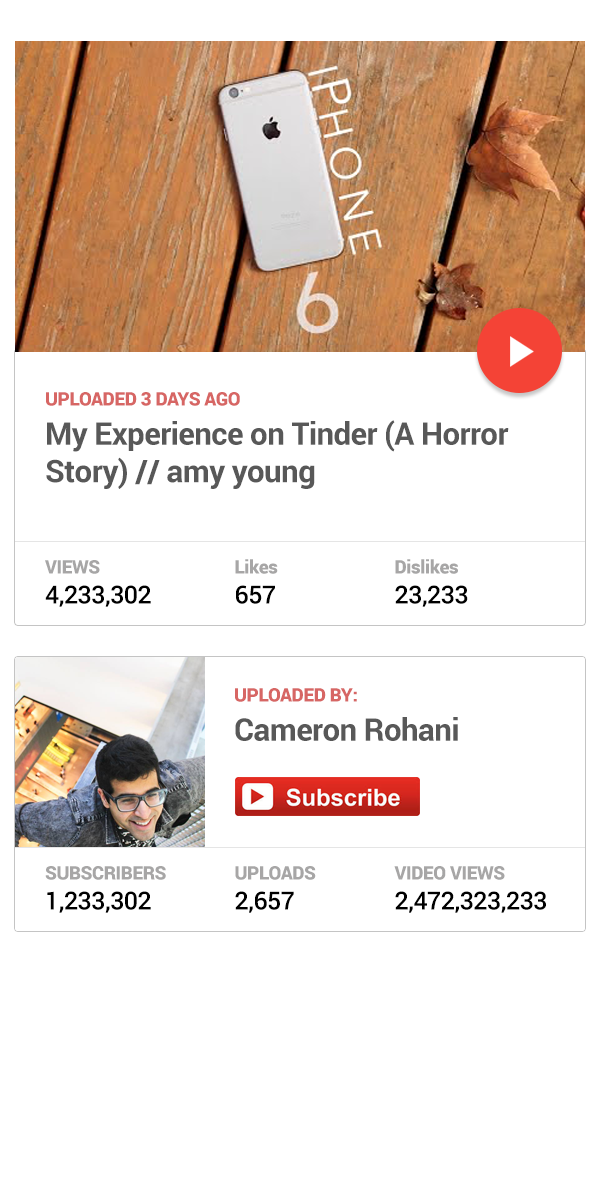 IPHONE
6
UPLOADED 3 DAYS AGO
My Experience on Tinder (A Horror
Story) // amy young
VIEWS Likes Dislikes
4,233,302 657 23,233
UPLOADED BY:
Cameron Rohani
Subscribe
SUBSCRIBERS UPLOADS VIDEO VIEWS
1,233,302 2,657 2,472,323,233